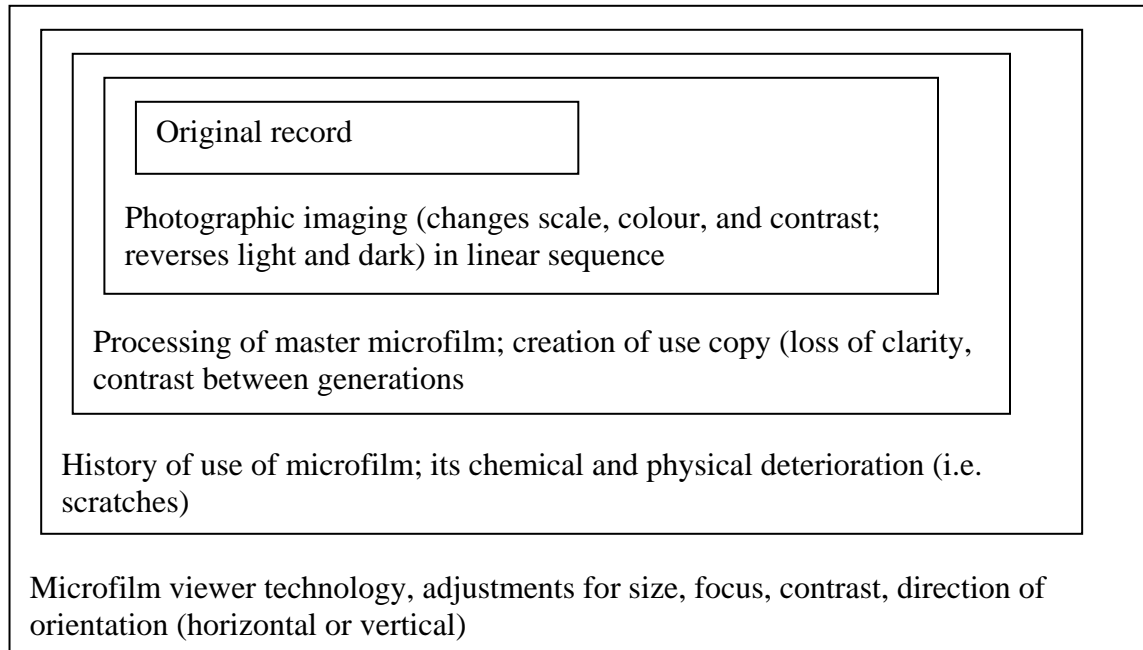 Original record
Photographic imaging (changes scale, colour, and contrast;
reverses light and dark) in linear sequence
Processing of master microfilm; creation of use copy (loss of clarity,
contrast between generations
History of use of microfilm; its chemical and physical deterioration (i.e.
scratches)
Microfilm viewer technology, adjustments for size, focus, contrast, direction of
orientation (horizontal or vertical)